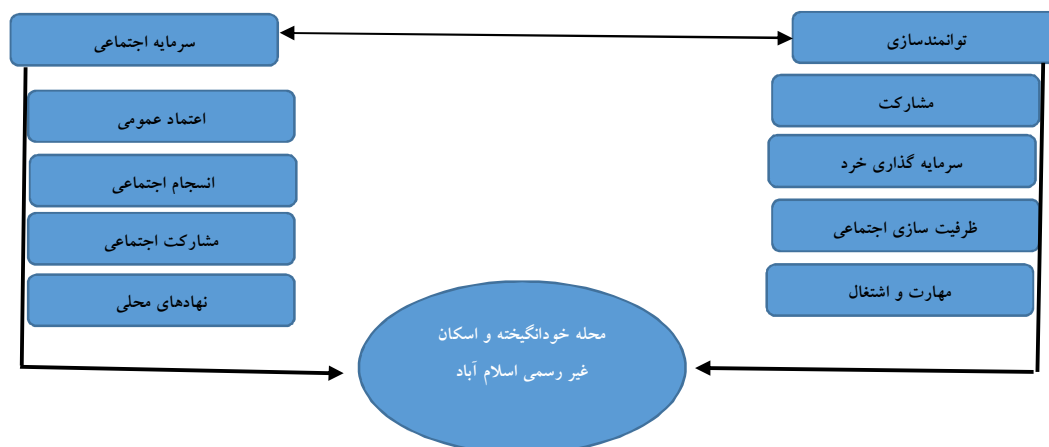 توانمندسازی
مشارکت
سرمایه گذاری خرد
ظرفیت سازی اجتماعی
مهارت و اشتغال
سرمایه اجتماعی
اعتماد عمومی
انسجام اجتماعی
مشارکت اجتماعی
نهادهای محلی
محله خودانگیخته و اسکان
غیر رسمی اسلام آباد